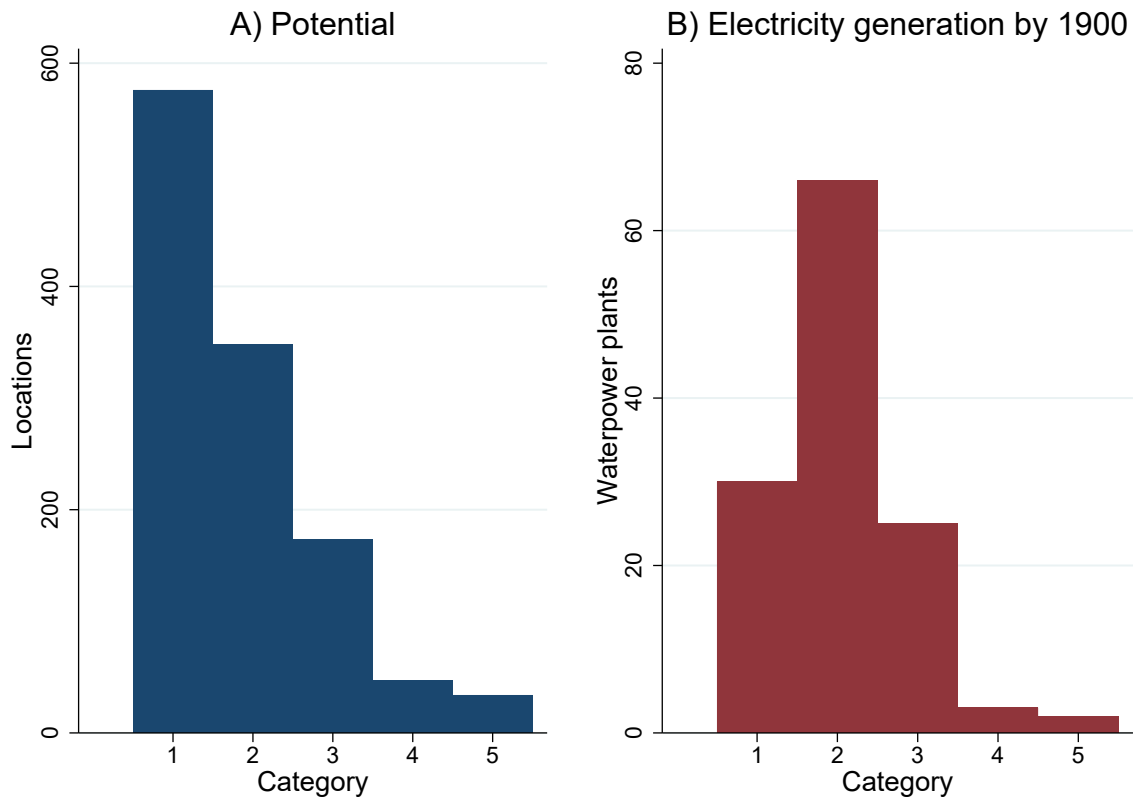 A) Potential
Locations
600
400
200
0
1 2 3 4 5
Category
B) Electricity generation by 1900
Waterpower plants
80
60
40
20
0
1 2 3 4 5
Category